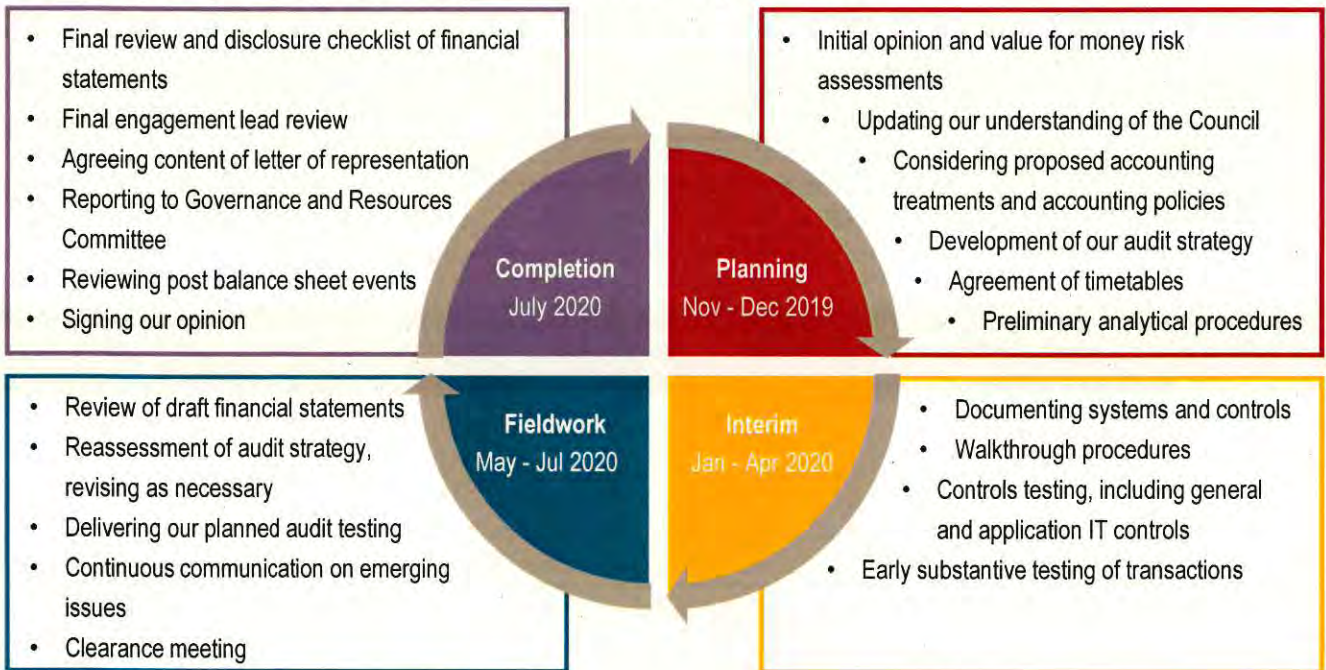 • Final review and disclosure checklist of financial
statements
• Final engagement lead review
• Agreeing content of letter of representation
• Reporting to Governance and Resources
Committee
• Reviewing post balance sheet events
• Signing our opinion
Completion
July 2020
Planning
Nov - Dec 2019
• Initial opinion and value for money risk
assessments
• Updating our understanding of the Council
• Considering proposed accounting
treatments and accounting policies
• Development of our audit strategy
• Agreement of timetables
• Preliminary analytical procedures
• Review of draft financial statements
• Reassessment of audit strategy,
revising as necessary
• Delivering our planned audit testing
• Continuous communication on emerging
issues
• Clearance meeting
Fieldwork
May - Jul 2020
Interim
Jan - Apr 2020
• Documenting systems and controls
• Walkthrough procedures
• Controls testing, including general
and application IT controls
• Early substantive testing of transactions